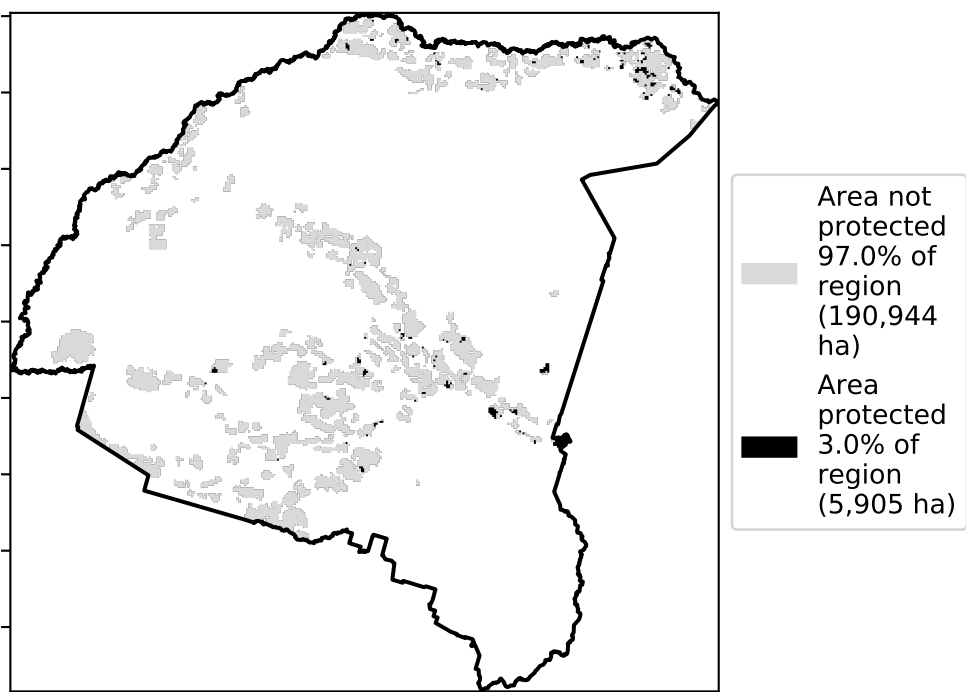 Area not
protected
97.0% of
region
(190,944
ha)
Area
protected
3.0% of
region
(5,905 ha)